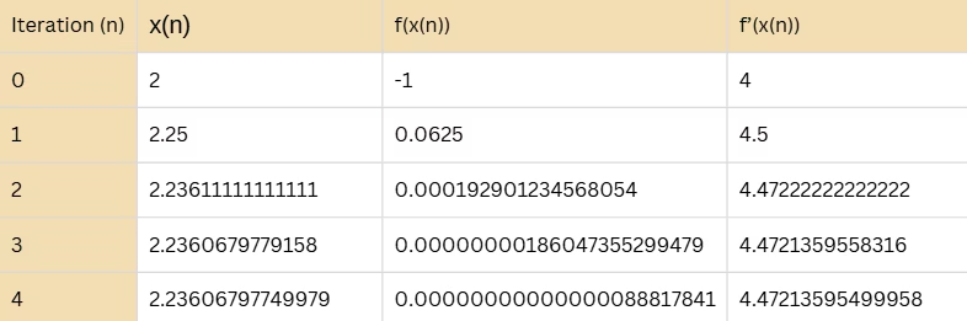 Iteration (n) x(n) f(x(n)) f’(x(n))
0 2 -1 4
1 2.25 0.0625 4.5
2 2.23611111111111 0.000192901234568054 4.47222222222222
3 2.2360679779158 0.00000000186047355299479 4.4721359558316
4 2.23606797749979 0.00000000000000088817841 4.47213595499958